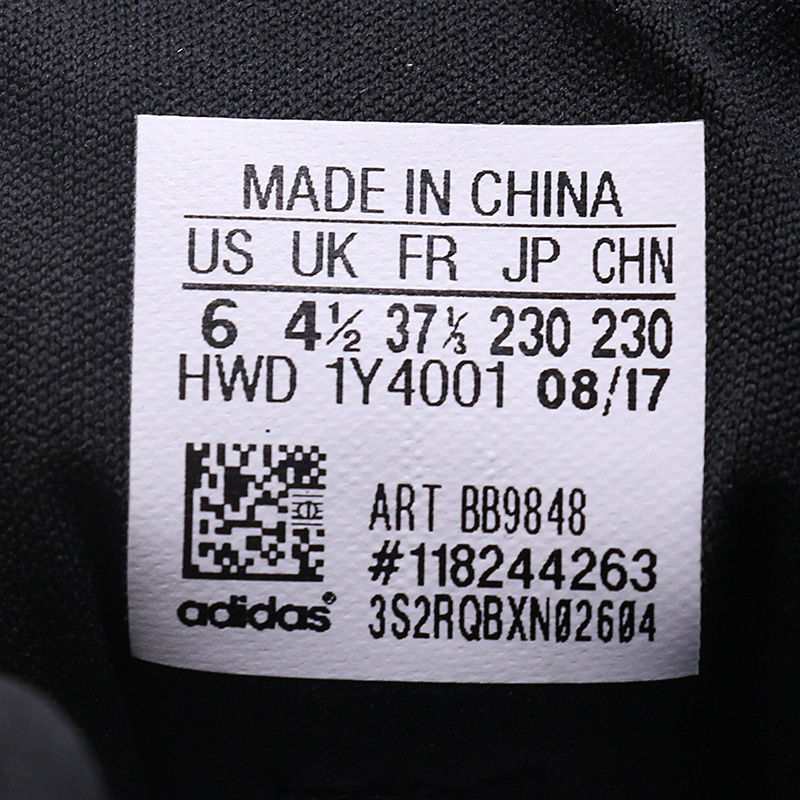 MADE IN CHINA
US UK FR JP CHN
6 4½ 37⅓ 230 230
HWD 1Y4001 08/17
ART BB9848
#118244263
adidas® 3S2RQBXN02604